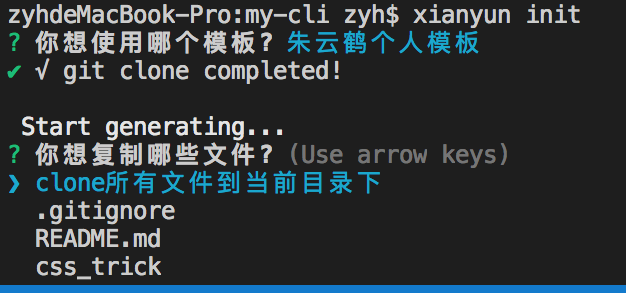 zyhdeMacBook-Pro:my-cli zyh$ xianyun init
? 你想使用哪个模板? 朱云鹤个人模板
✔ √ git clone completed!
Start generating...
? 你想复制哪些文件? (Use arrow keys)
❯ clone所有文件到当前目录下
.gitignore
README.md
css_trick